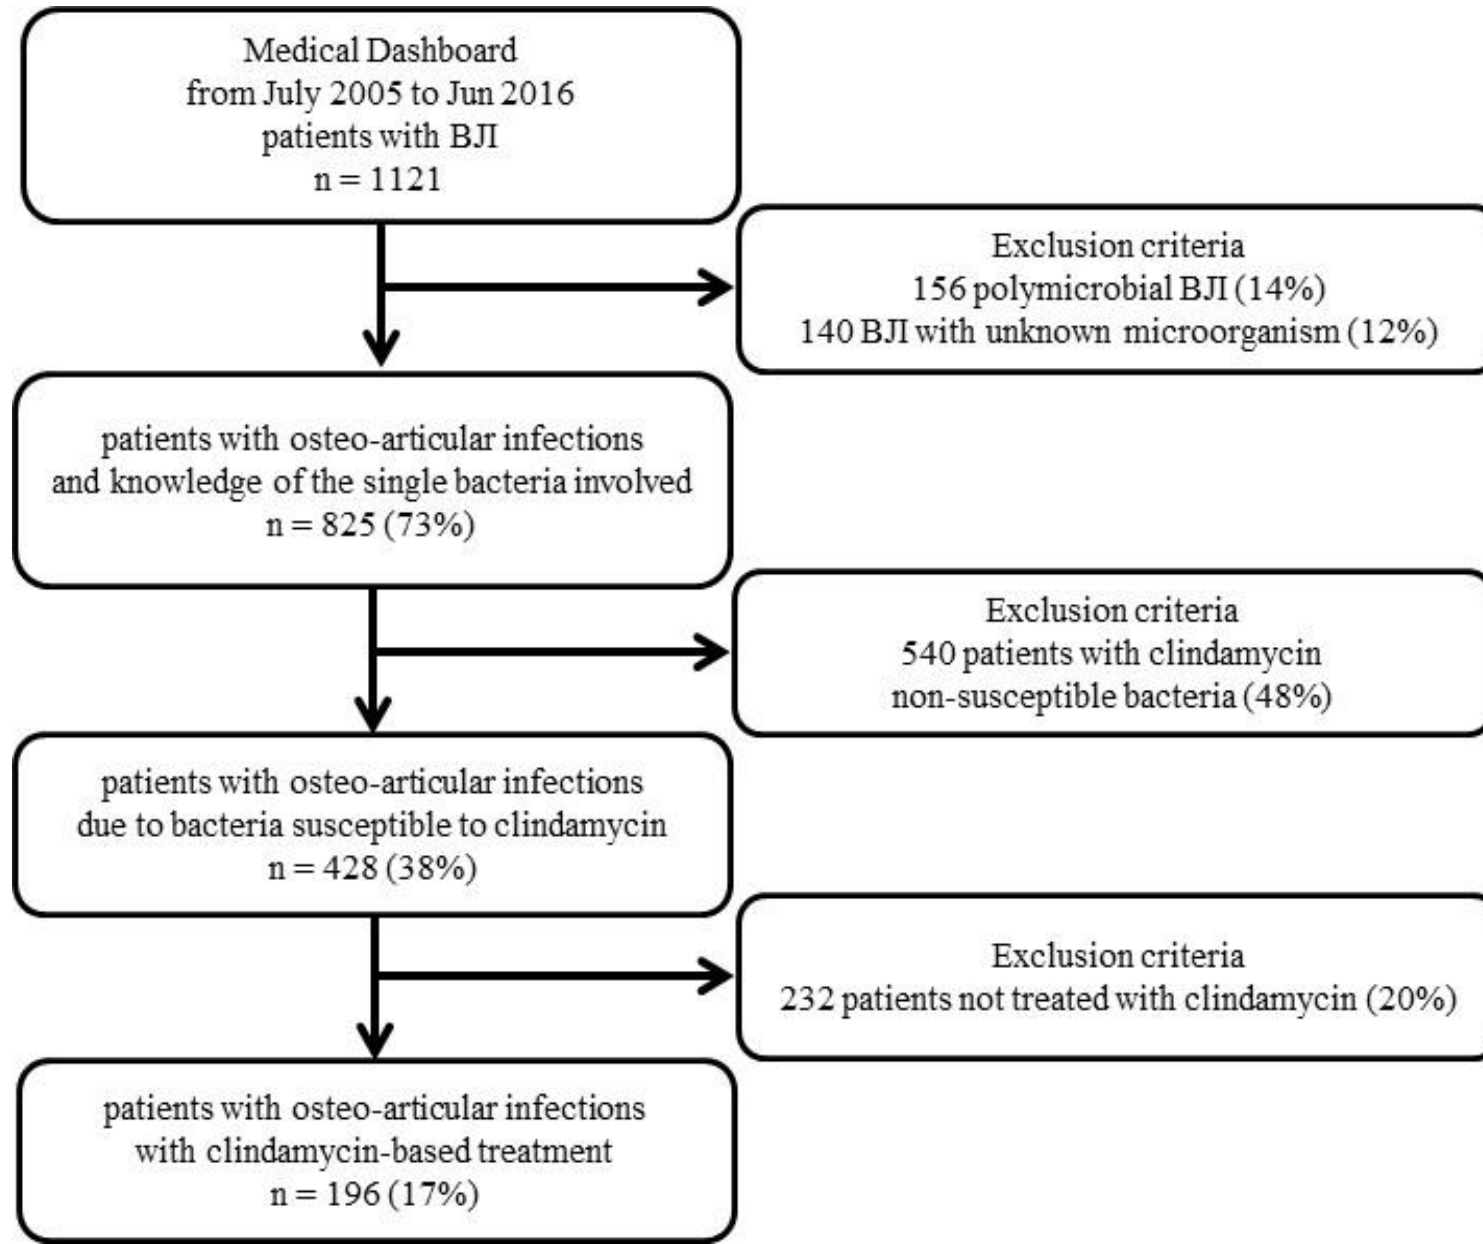 Medical Dashboard
from July 2005 to Jun 2016
patients with BJI
n = 1121
Exclusion criteria
156 polymicrobial BJI (14%)
140 BJI with unknown microorganism (12%)
patients with osteo-articular infections
and knowledge of the single bacteria involved
n = 825 (73%)
Exclusion criteria
540 patients with clindamycin
non-susceptible bacteria (48%)
patients with osteo-articular infections
due to bacteria susceptible to clindamycin
n = 428 (38%)
Exclusion criteria
232 patients not treated with clindamycin (20%)
patients with osteo-articular infections
with clindamycin-based treatment
n = 196 (17%)